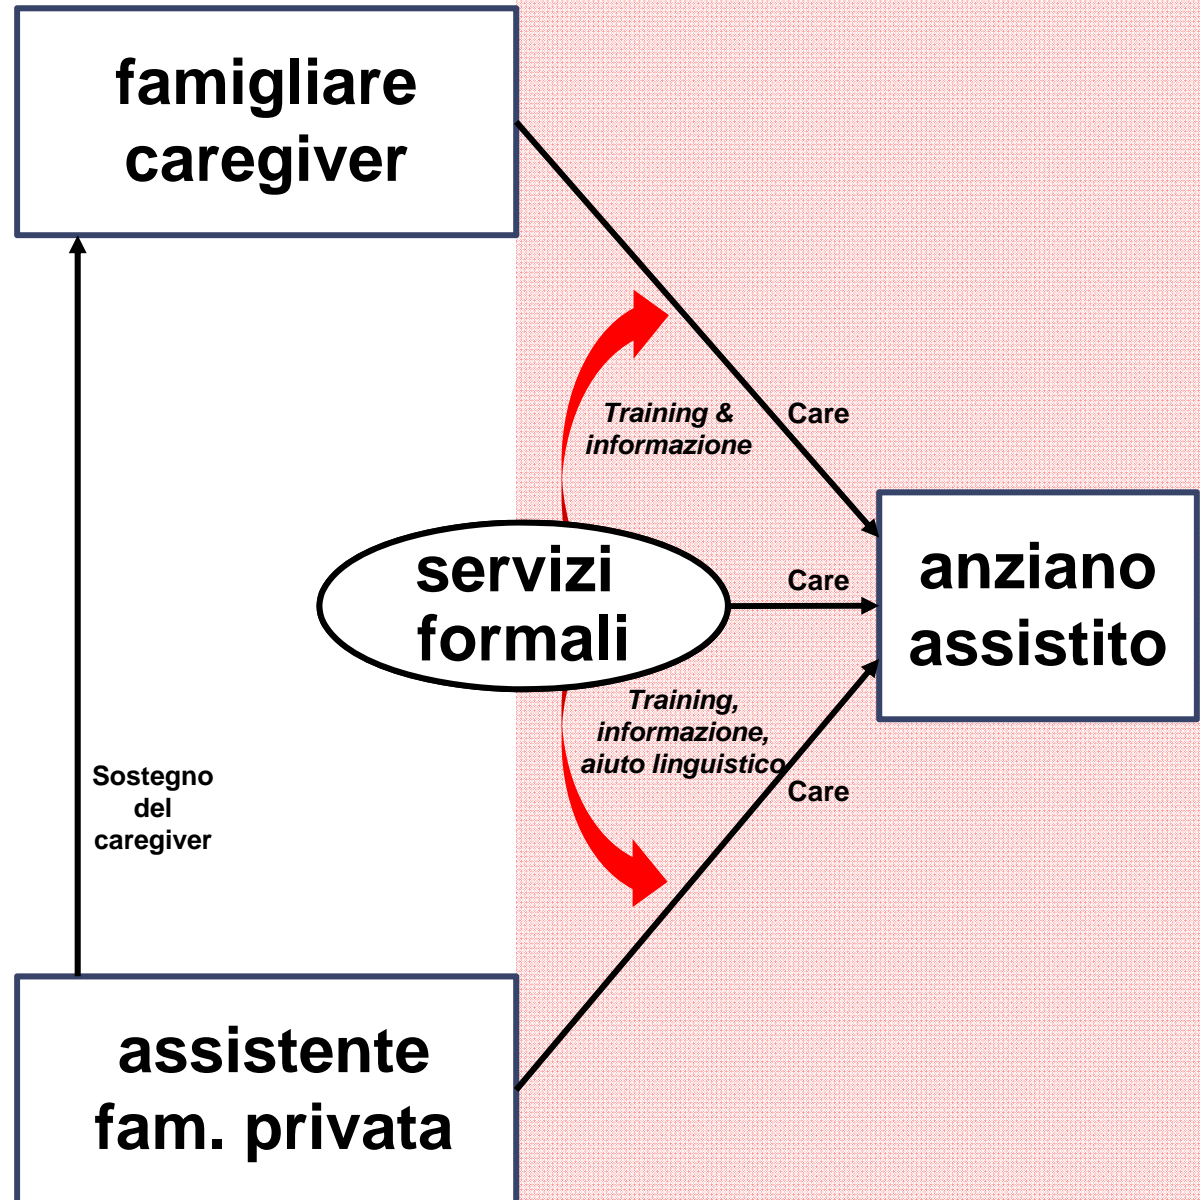 famigliare
caregiver
Training &
informazione
Care
servizi
formali
Care
anziano
assistito
Training,
informazione,
aiuto linguistico
Care
Sostegno
del
caregiver
assistente
fam. privata